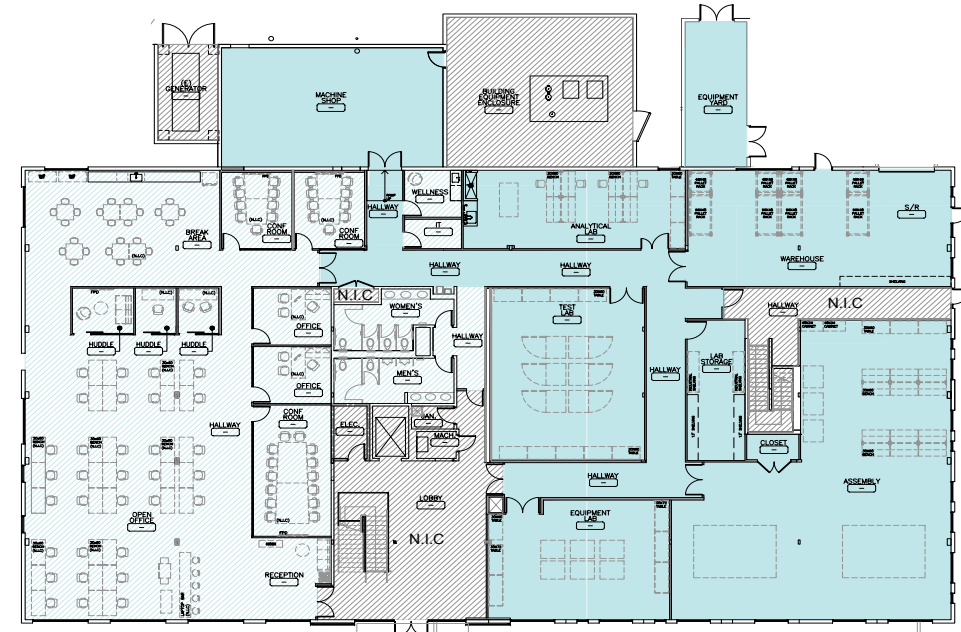 (E)
GENERATOR
MACHINE
SHOP
BUILDING
EQUIPMENT
ENCLOSURE
EQUIPMENT
YARD
WELLNESS
HALLWAY
IT
CONF
ROOM
(N.I.C)
CONF
ROOM
(N.I.C)
BREAK
AREA
(N.I.C)
ANALYTICAL
LAB
S/R
WAREHOUSE
SHELVING
HALLWAY
HALLWAY
N.I.C
WOMEN'S
HALLWAY
TEST
LAB
HALLWAY
N.I.C
HUDDLE
HUDDLE
HUDDLE
OFFICE
OFFICE
MEN'S
HALLWAY
LAB
STORAGE
CONF
ROOM
(N.I.C)
HALLWAY
ELEC.
JAN.
MACH.
CLOSET
HALLWAY
ASSEMBLY
LOBBY
N.I.C
EQUIPMENT
LAB
OPEN
OFFICE
(N.I.C)
RECEPTION